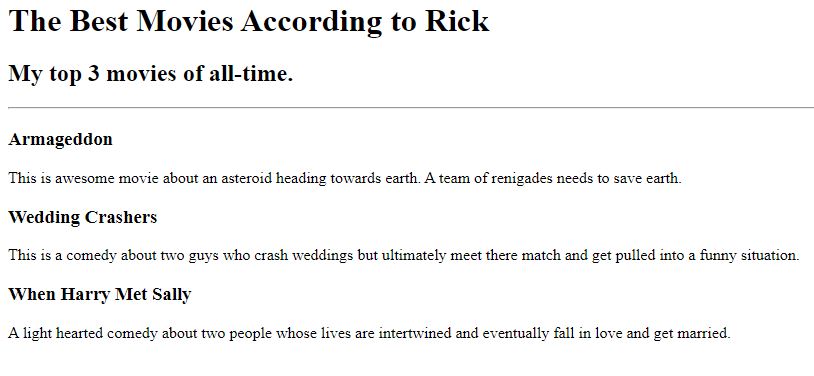 The Best Movies According to Rick
My top 3 movies of all-time.
Armageddon
This is awesome movie about an asteroid heading towards earth. A team of renigades needs to save earth.
Wedding Crashers
This is a comedy about two guys who crash weddings but ultimately meet there match and get pulled into a funny situation.
When Harry Met Sally
A light hearted comedy about two people whose lives are intertwined and eventually fall in love and get married.